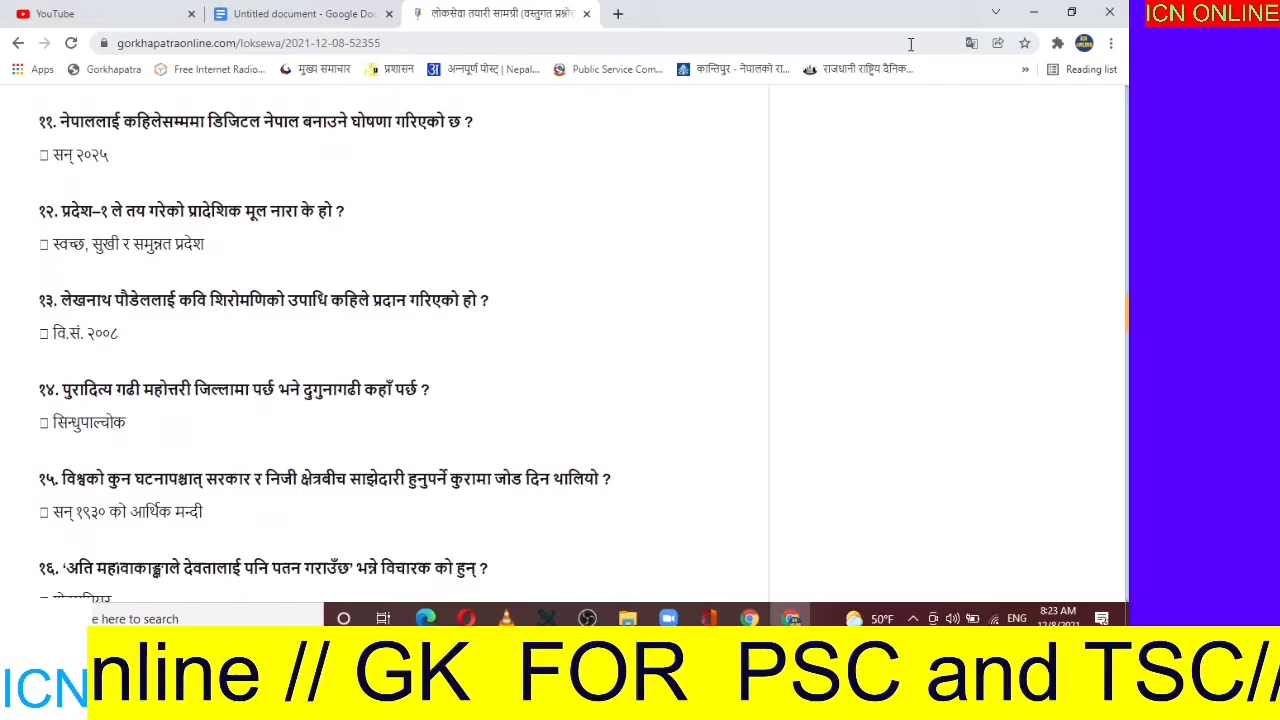 YouTube
Untitled document - Google Doc
लोकसेवा तयारी सामग्री (वस्तुगत प्रश्नोत्
ICN ONLINE
gorkhapatraonline.com/loksewa/2021-12-08-52355
Apps
Gorkhapatra
Free Internet Radio...
मुख्य समाचार
प्रशासन
अन्नपूर्ण पोस्ट् | Nepal...
Public Service Com...
कान्तिपुर - नेपालको रा...
राजधानी राष्ट्रिय दैनिक...
»
Reading list
११. नेपाललाई कहिलेसम्ममा डिजिटल नेपाल बनाउने घोषणा गरिएको छ ?
सन् २०२५
१२. प्रदेश–१ ले तय गरेको प्रादेशिक मूल नारा के हो ?
स्वच्छ, सुखी र समुन्नत प्रदेश
१३. लेखनाथ पौडेललाई कवि शिरोमणिको उपाधि कहिले प्रदान गरिएको हो ?
वि.सं. २००८
१४. पुरादित्य गढी महोत्तरी जिल्लामा पर्छ भने दुगुनागढी कहाँ पर्छ ?
सिन्धुपाल्चोक
१५. विश्वको कुन घटनापश्चात् सरकार र निजी क्षेत्रबीच साझेदारी हुनुपर्ने कुरामा जोड दिन थालियो ?
सन् १९३० को आर्थिक मन्दी
१६. ‘अति महŒवाकाङ्क्षाले देवतालाई पनि पतन गराउँछ’ भन्ने विचारक को हुन् ?
here to search
50°F
ENG
8:23 AM
12/8/2021
ICN
nline // GK FOR PSC and TSC//